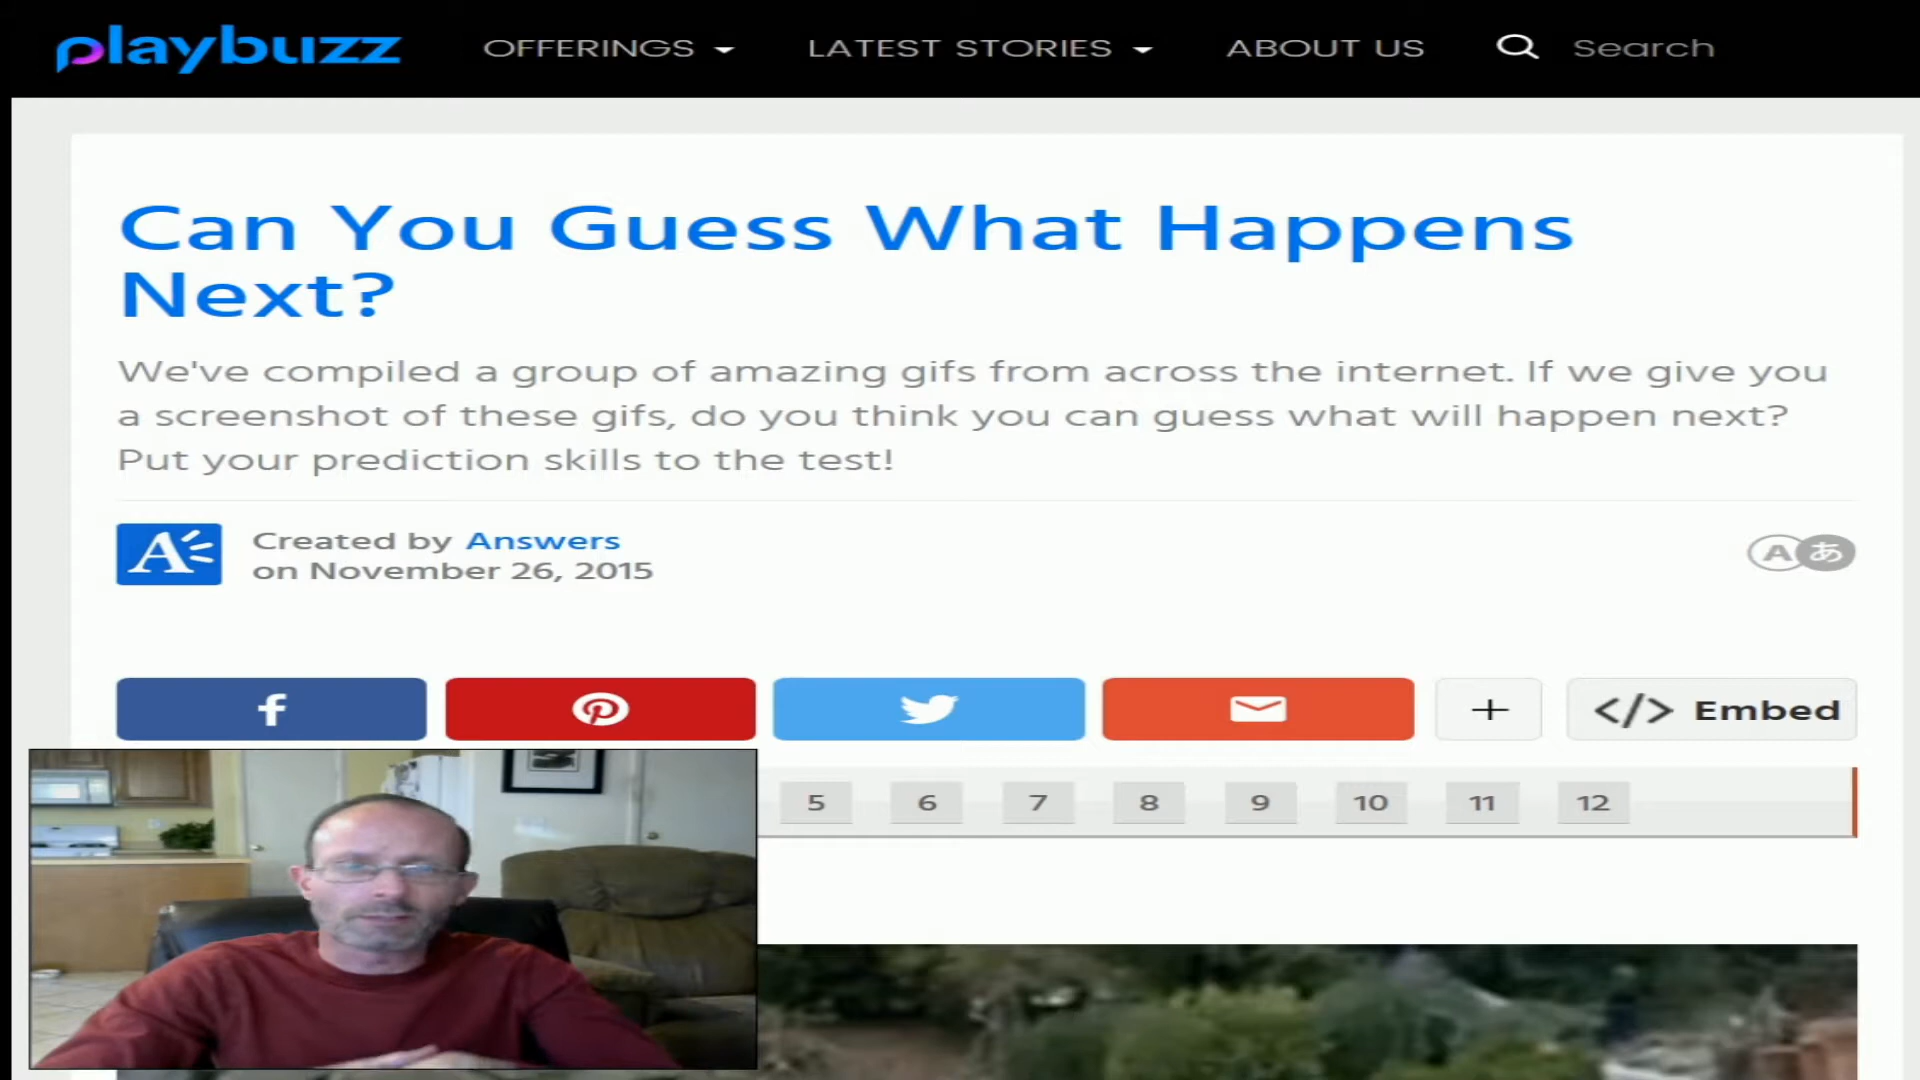 playbuzz
OFFERINGS
LATEST STORIES
ABOUT US
Search
Can You Guess What Happens
Next?
We've compiled a group of amazing gifs from across the internet. If we give you
a screenshot of these gifs, do you think you can guess what will happen next?
Put your prediction skills to the test!
A
Created by Answers
on November 26, 2015
A あ
f
</> Embed
5 6 7 8 9 10 11 12